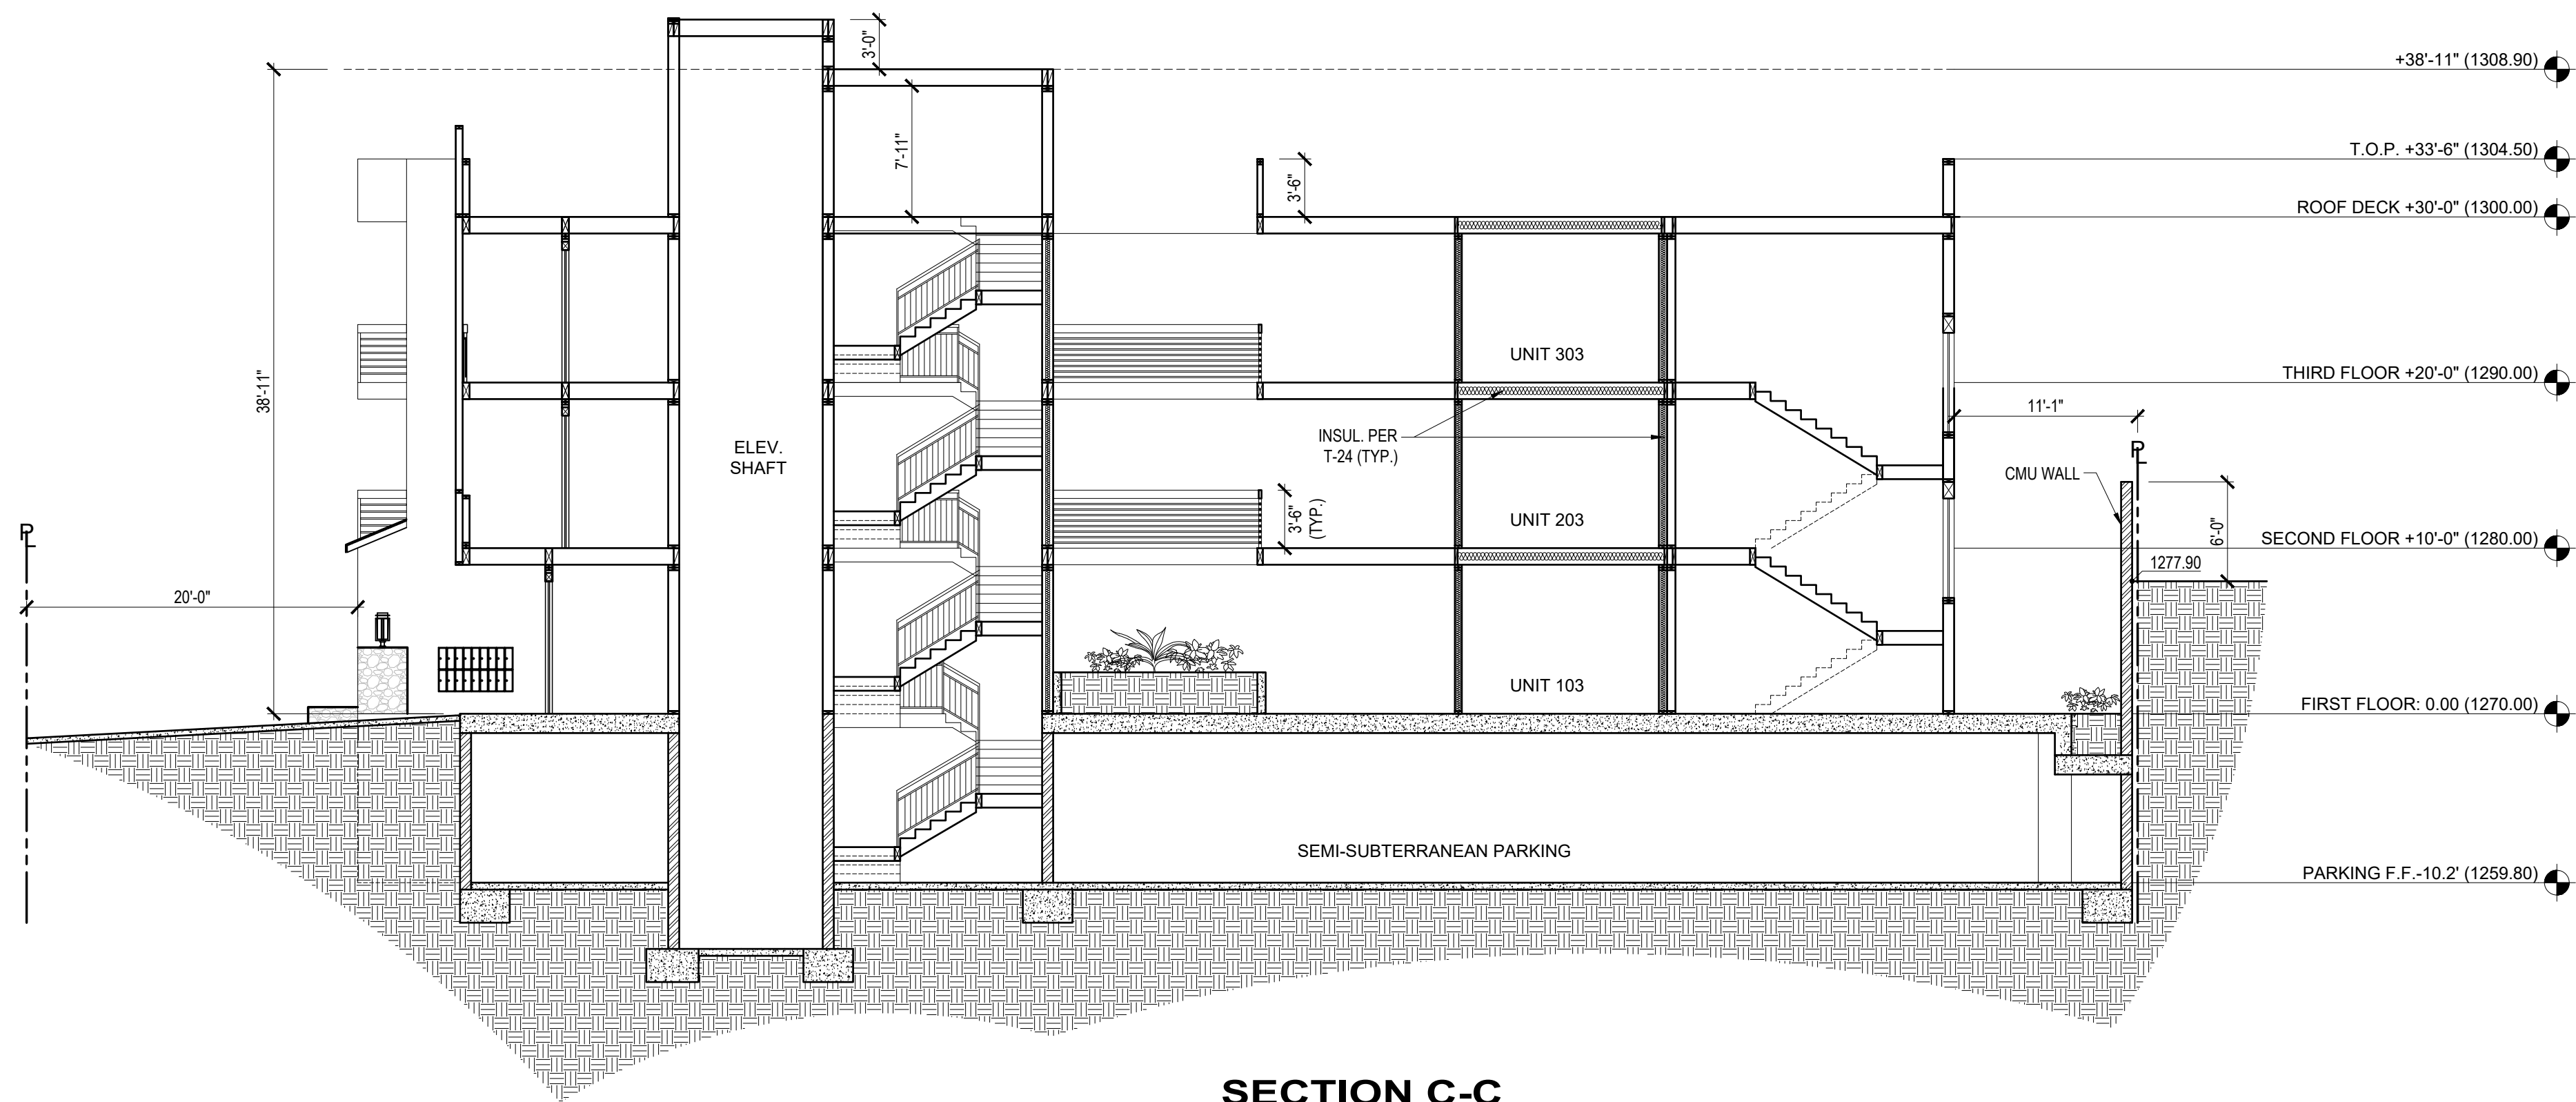 3'-0"
+38'-11" (1308.90)
7'-11"
T.O.P. +33'-6" (1304.50)
3'-6"
ROOF DECK +30'-0" (1300.00)
38'-11"
UNIT 303
THIRD FLOOR +20'-0" (1290.00)
11'-1"
ELEV.
SHAFT
INSUL. PER
T-24 (TYP.)
PL
CMU WALL
PL
3'-6"
(TYP.)
UNIT 203
6'-0"
SECOND FLOOR +10'-0" (1280.00)
1277.90
20'-0"
UNIT 103
FIRST FLOOR: 0.00 (1270.00)
SEMI-SUBTERRANEAN PARKING
PARKING F.F.-10.2' (1259.80)
SECTION C-C